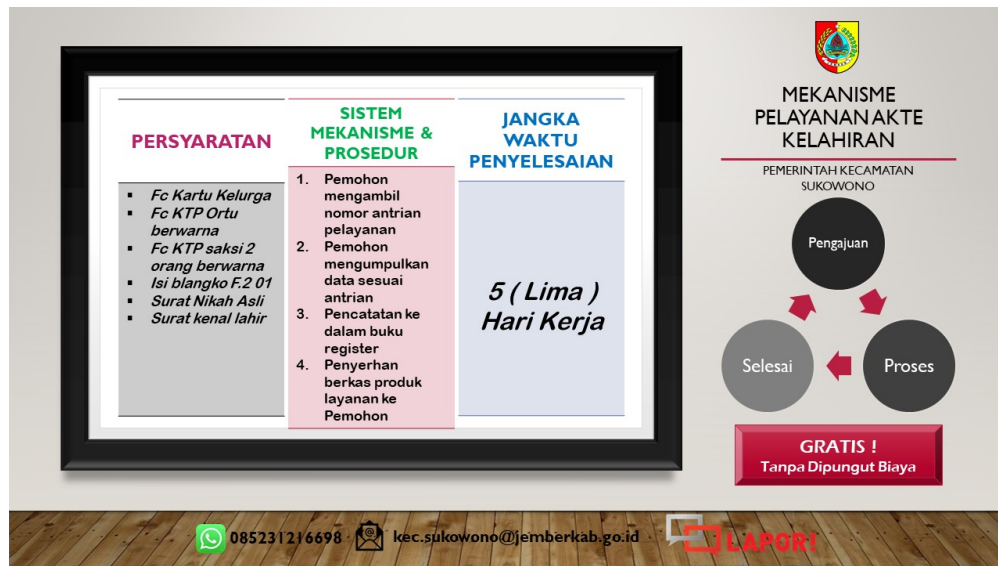 PERSYARATAN
▪ Fc Kartu Kelurga
▪ Fc KTP Ortu
berwarna
▪ Fc KTP saksi 2
orang berwarna
▪ Isi blangko F.2 01
▪ Surat Nikah Asli
▪ Surat kenal lahir
SISTEM
MEKANISME &
PROSEDUR
1. Pemohon
mengambil
nomor antrian
pelayanan
2. Pemohon
mengumpulkan
data sesuai
antrian
3. Pencatatan ke
dalam buku
register
4. Penyerhan
berkas produk
layanan ke
Pemohon
JANGKA
WAKTU
PENYELESAIAN
5 ( Lima )
Hari Kerja
MEKANISME
PELAYANAN AKTE
KELAHIRAN
PEMERINTAH KECAMATAN
SUKOWONO
Pengajuan
Proses
Selesai
GRATIS !
Tanpa Dipungut Biaya
085231216698
kec.sukowono@jemberkab.go.id
LAPOR!